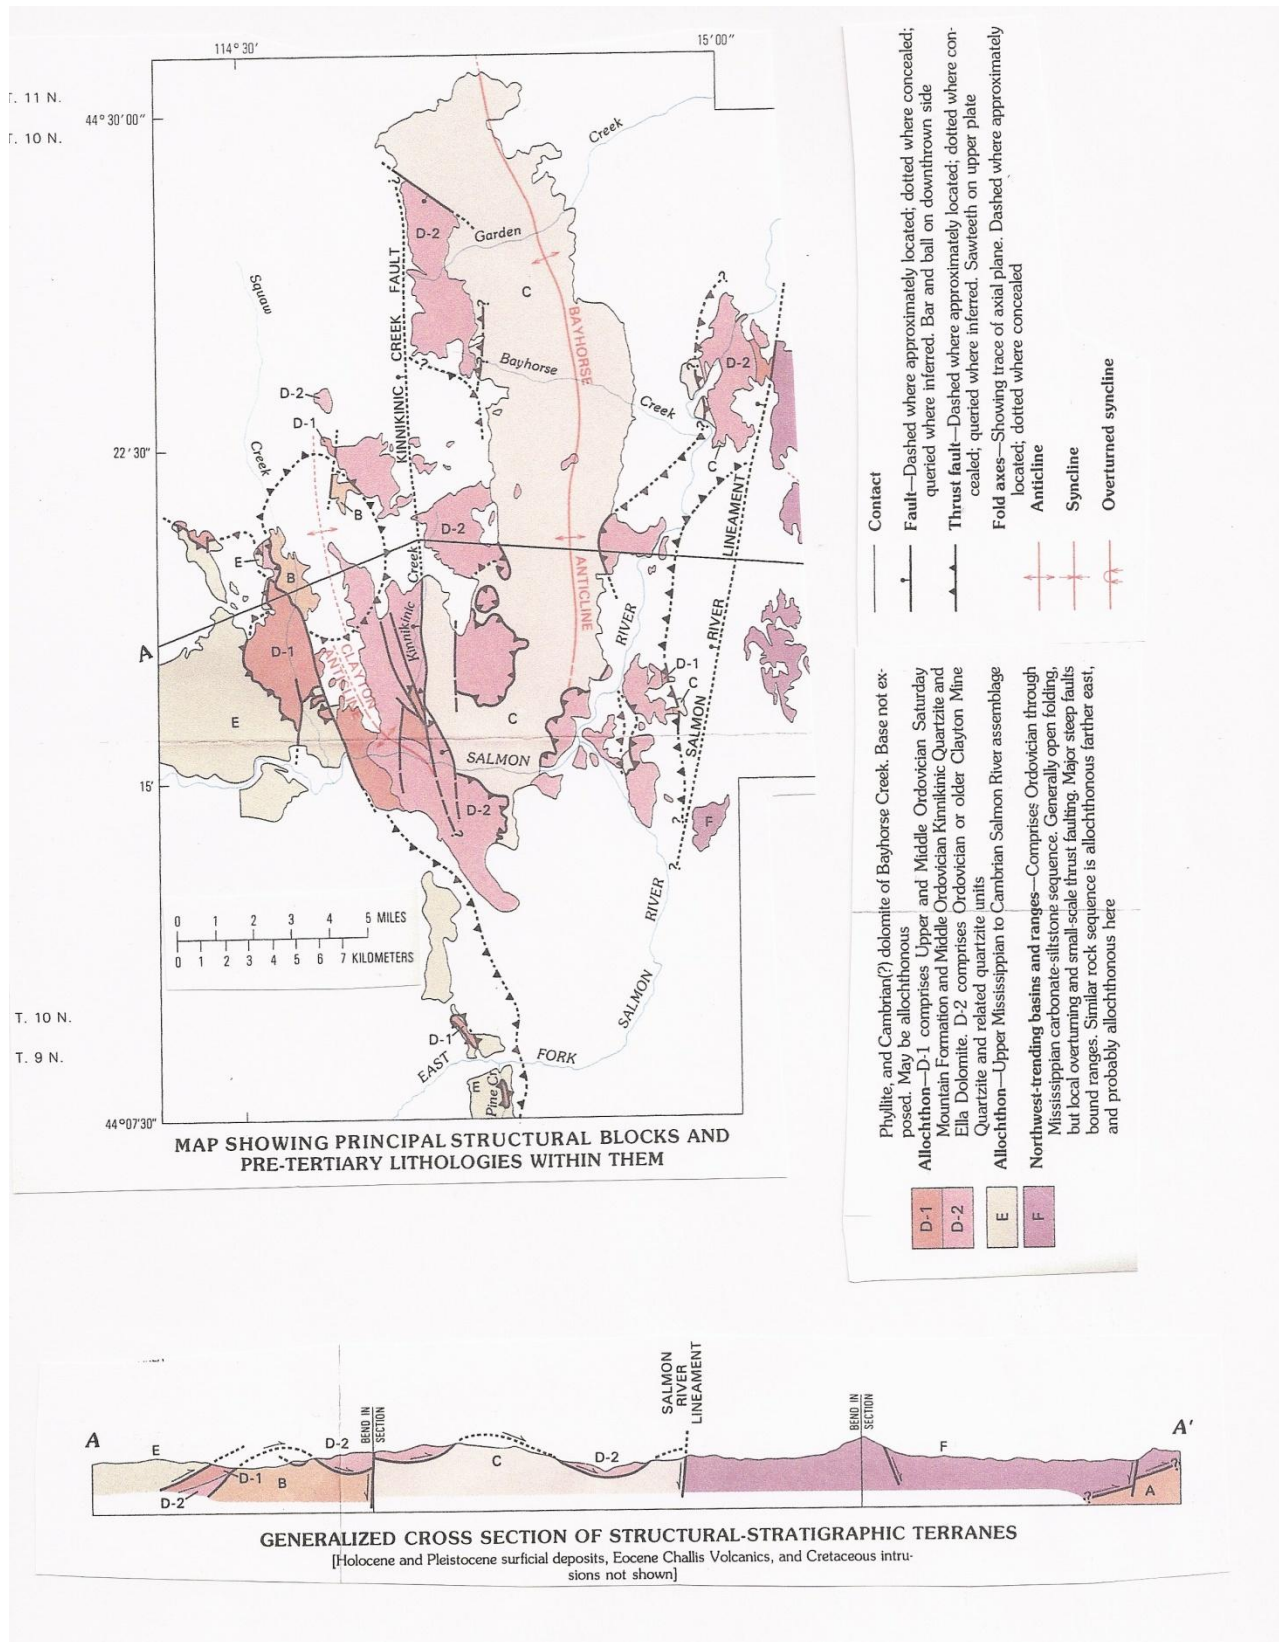 114°30'
15'00"
T. 11 N.
44°30'00"
T. 10 N.
Creek
Garden
D-2
C
KINNIKINIC CREEK FAULT
Squaw
Creek
BAYHORSE
ANTICLINE
Bayhorse
Creek
D-2
D-2
D-1
C
22'30"
B
D-2
E
B
Kinnikinic
Creek
LINEAMENT
RIVER
SALMON
RIVER
A
D-1
CLAYTON
ANTICLINE
D-1
C
E
C
SALMON
15'
D-2
F
0 1 2 3 4 5 MILES
0 1 2 3 4 5 6 7 KILOMETERS
RIVER
SALMON
T. 10 N.
D-1
T. 9 N.
EAST
FORK
E
Pine Ck
44°07'30"
MAP SHOWING PRINCIPAL STRUCTURAL BLOCKS AND
PRE-TERTIARY LITHOLOGIES WITHIN THEM
Contact
Fault—Dashed where approximately located; dotted where concealed;
queried where inferred. Bar and ball on downthrown side
Thrust fault—Dashed where approximately located; dotted where con-
cealed; queried where inferred. Sawteeth on upper plate
Fold axes—Showing trace of axial plane. Dashed where approximately
located; dotted where concealed
Anticline
Syncline
Overturned syncline
Phyllite, and Cambrian(?) dolomite of Bayhorse Creek. Base not ex-
posed. May be allochthonous
D-1
D-2
Allochthon—D-1 comprises Upper and Middle Ordovician Saturday
Mountain Formation and Middle Ordovician Kinnikinic Quartzite and
Ella Dolomite. D-2 comprises Ordovician or older Clayton Mine
Quartzite and related quartzite units
E
Allochthon—Upper Mississippian to Cambrian Salmon River assemblage
F
Northwest-trending basins and ranges—Comprises Ordovician through
Mississippian carbonate-siltstone sequence. Generally open folding,
but local overturning and small-scale thrust faulting. Major steep faults
bound ranges. Similar rock sequence is allochthonous farther east,
and probably allochthonous here
SALMON
RIVER
LINEAMENT
BEND IN
SECTION
BEND IN
SECTION
A
A'
E
D-2
D-1
B
D-2
C
D-2
F
A
GENERALIZED CROSS SECTION OF STRUCTURAL-STRATIGRAPHIC TERRANES
[Holocene and Pleistocene surficial deposits, Eocene Challis Volcanics, and Cretaceous intru-
sions not shown]